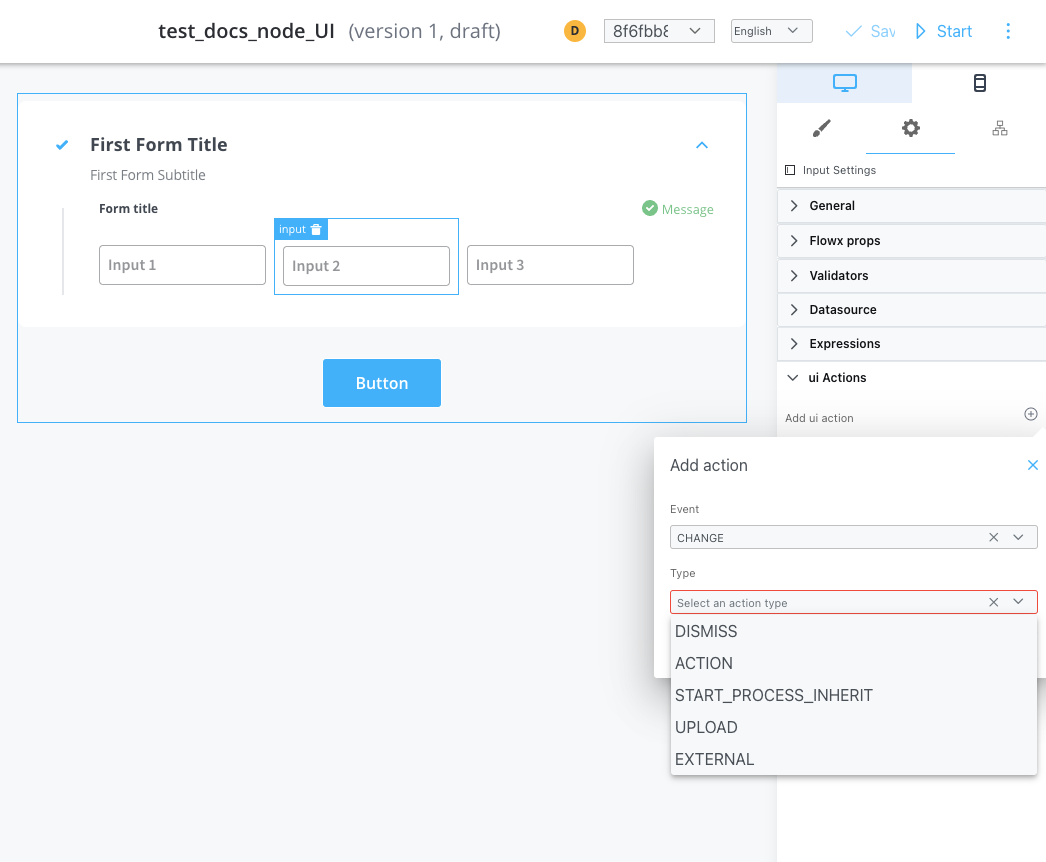 test_docs_node_UI (version 1, draft) D 8f6fbb8 English Sav Start
First Form Title
First Form Subtitle
Form title Message
input
Input 1 Input 2 Input 3
Button
Input Settings
General
Flowx props
Validators
Datasource
Expressions
ui Actions
Add ui action
Add action
Event
CHANGE
Type
Select an action type
DISMISS
ACTION
START_PROCESS_INHERIT
UPLOAD
EXTERNAL